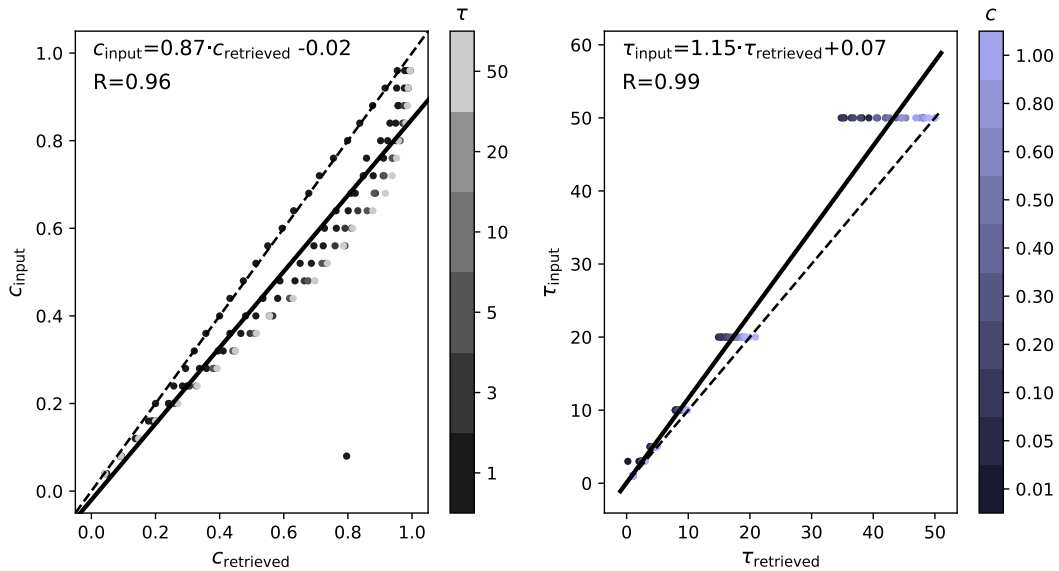 τ
c
c_input=0.87·c_retrieved -0.02
τ_input=1.15·τ_retrieved+0.07
R=0.96
R=0.99
1.0
0.8
0.6
0.4
0.2
0.0
c_input
0.0 0.2 0.4 0.6 0.8 1.0
c_retrieved
50
20
10
5
3
1
60
50
40
30
20
10
0
τ_input
0 10 20 30 40 50
τ_retrieved
1.00
0.80
0.60
0.40
0.30
0.20
0.10
0.05
0.01